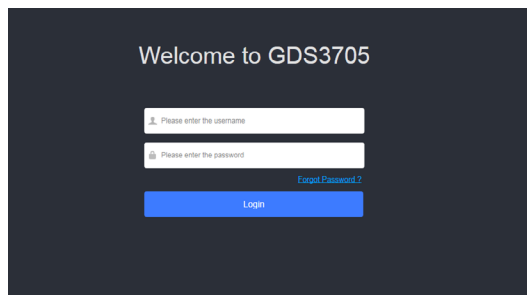 Welcome to GDS3705
Please enter the username
Please enter the password
Forgot Password ?
Login